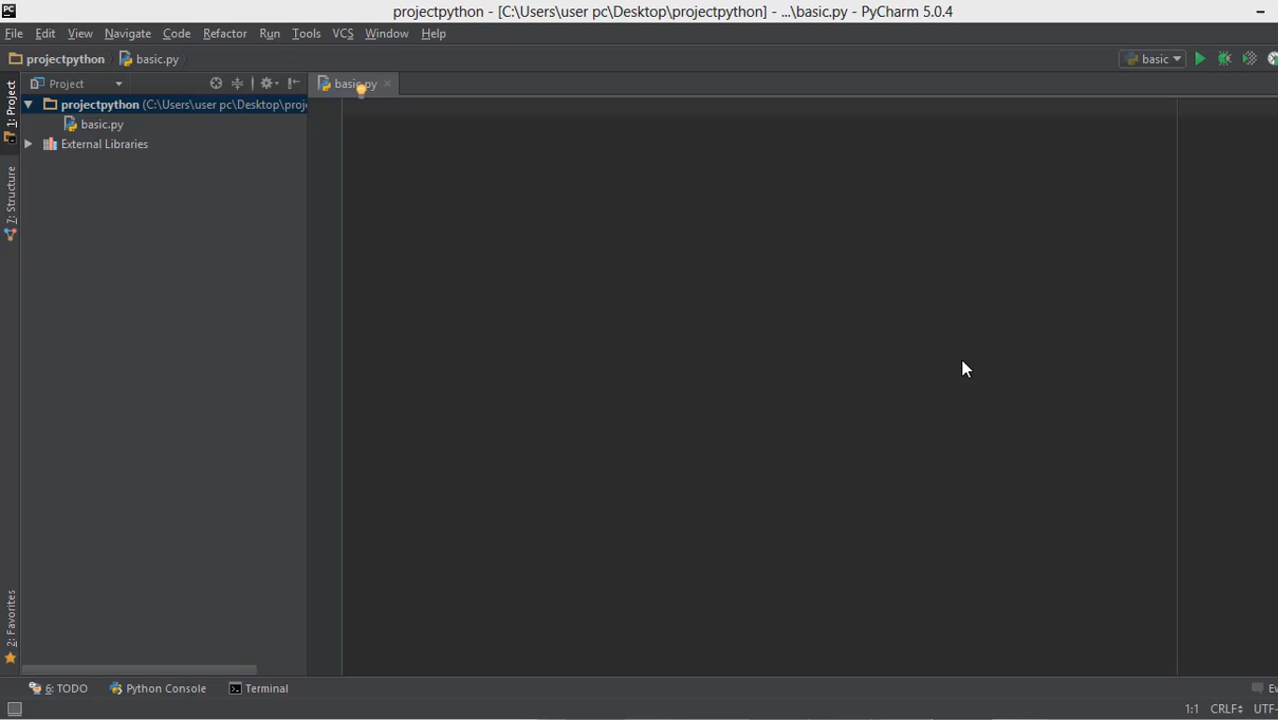 PC
projectpython - [C:\Users\user pc\Desktop\projectpython] - ...\basic.py - PyCharm 5.0.4
File Edit View Navigate Code Refactor Run Tools VCS Window Help
projectpython basic.py basic
1: Project
Project
basic.py
projectpython (C:\Users\user pc\Desktop\proj
basic.py
External Libraries
7: Structure
2: Favorites
6: TODO Python Console Terminal
1:1 CRLF UTF-